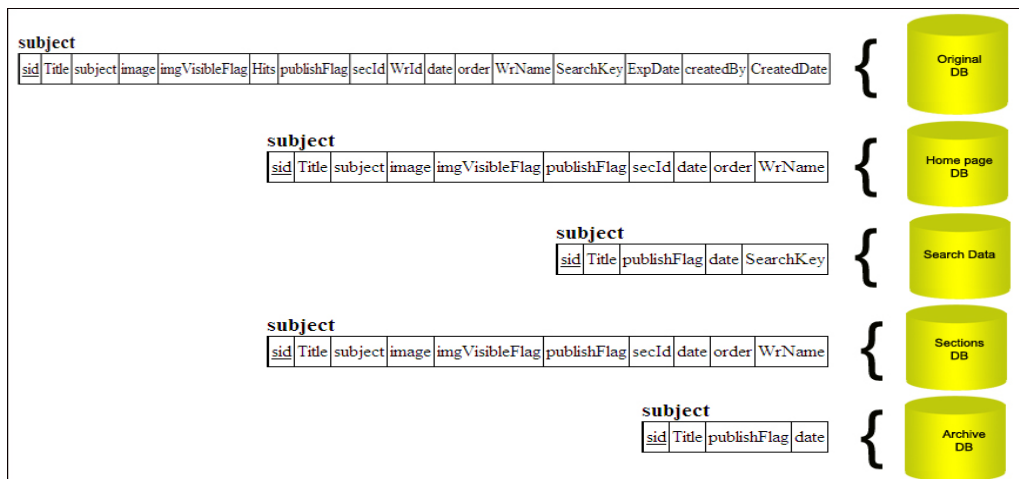 subject
sid Title subject image imgVisibleFlag Hits publishFlag secId WrId date order WrName SearchKey ExpDate createdBy CreatedDate
{
Original
DB
subject
sid Title subject image imgVisibleFlag publishFlag secId date order WrName
{
Home page
DB
subject
sid Title publishFlag date SearchKey
{
Search Data
subject
sid Title subject image imgVisibleFlag publishFlag secId date order WrName
{
Sections
DB
subject
sid Title publishFlag date
{
Archive
DB